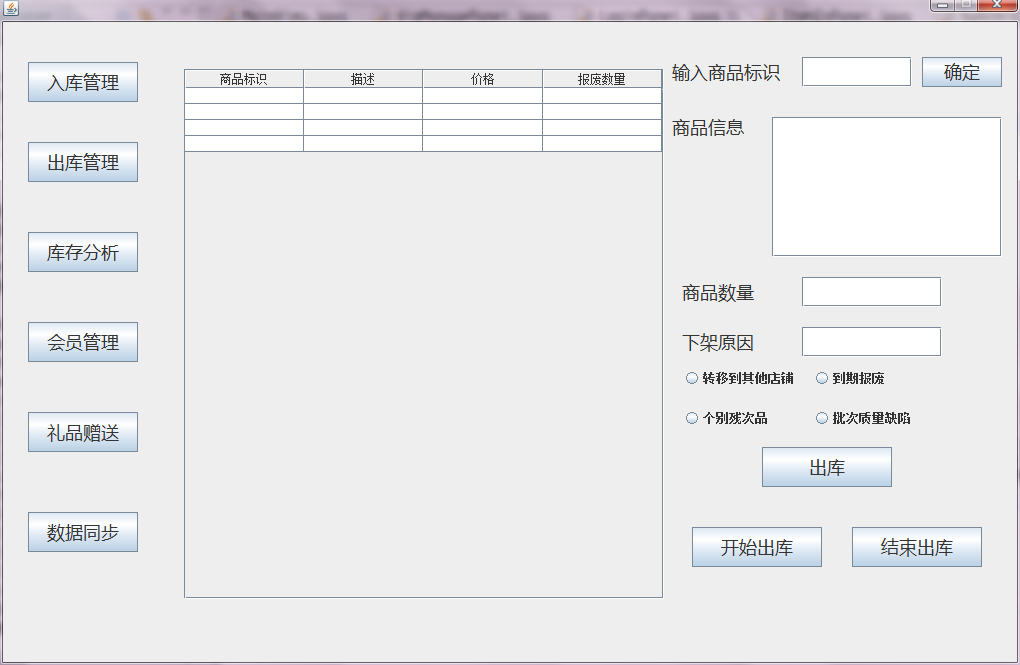 入库管理
出库管理
库存分析
会员管理
礼品赠送
数据同步
商品标识 描述 价格 报废数量
输入商品标识 确定
商品信息
商品数量
下架原因
转移到其他店铺 到期报废
个别残次品 批次质量缺陷
出库
开始出库 结束出库